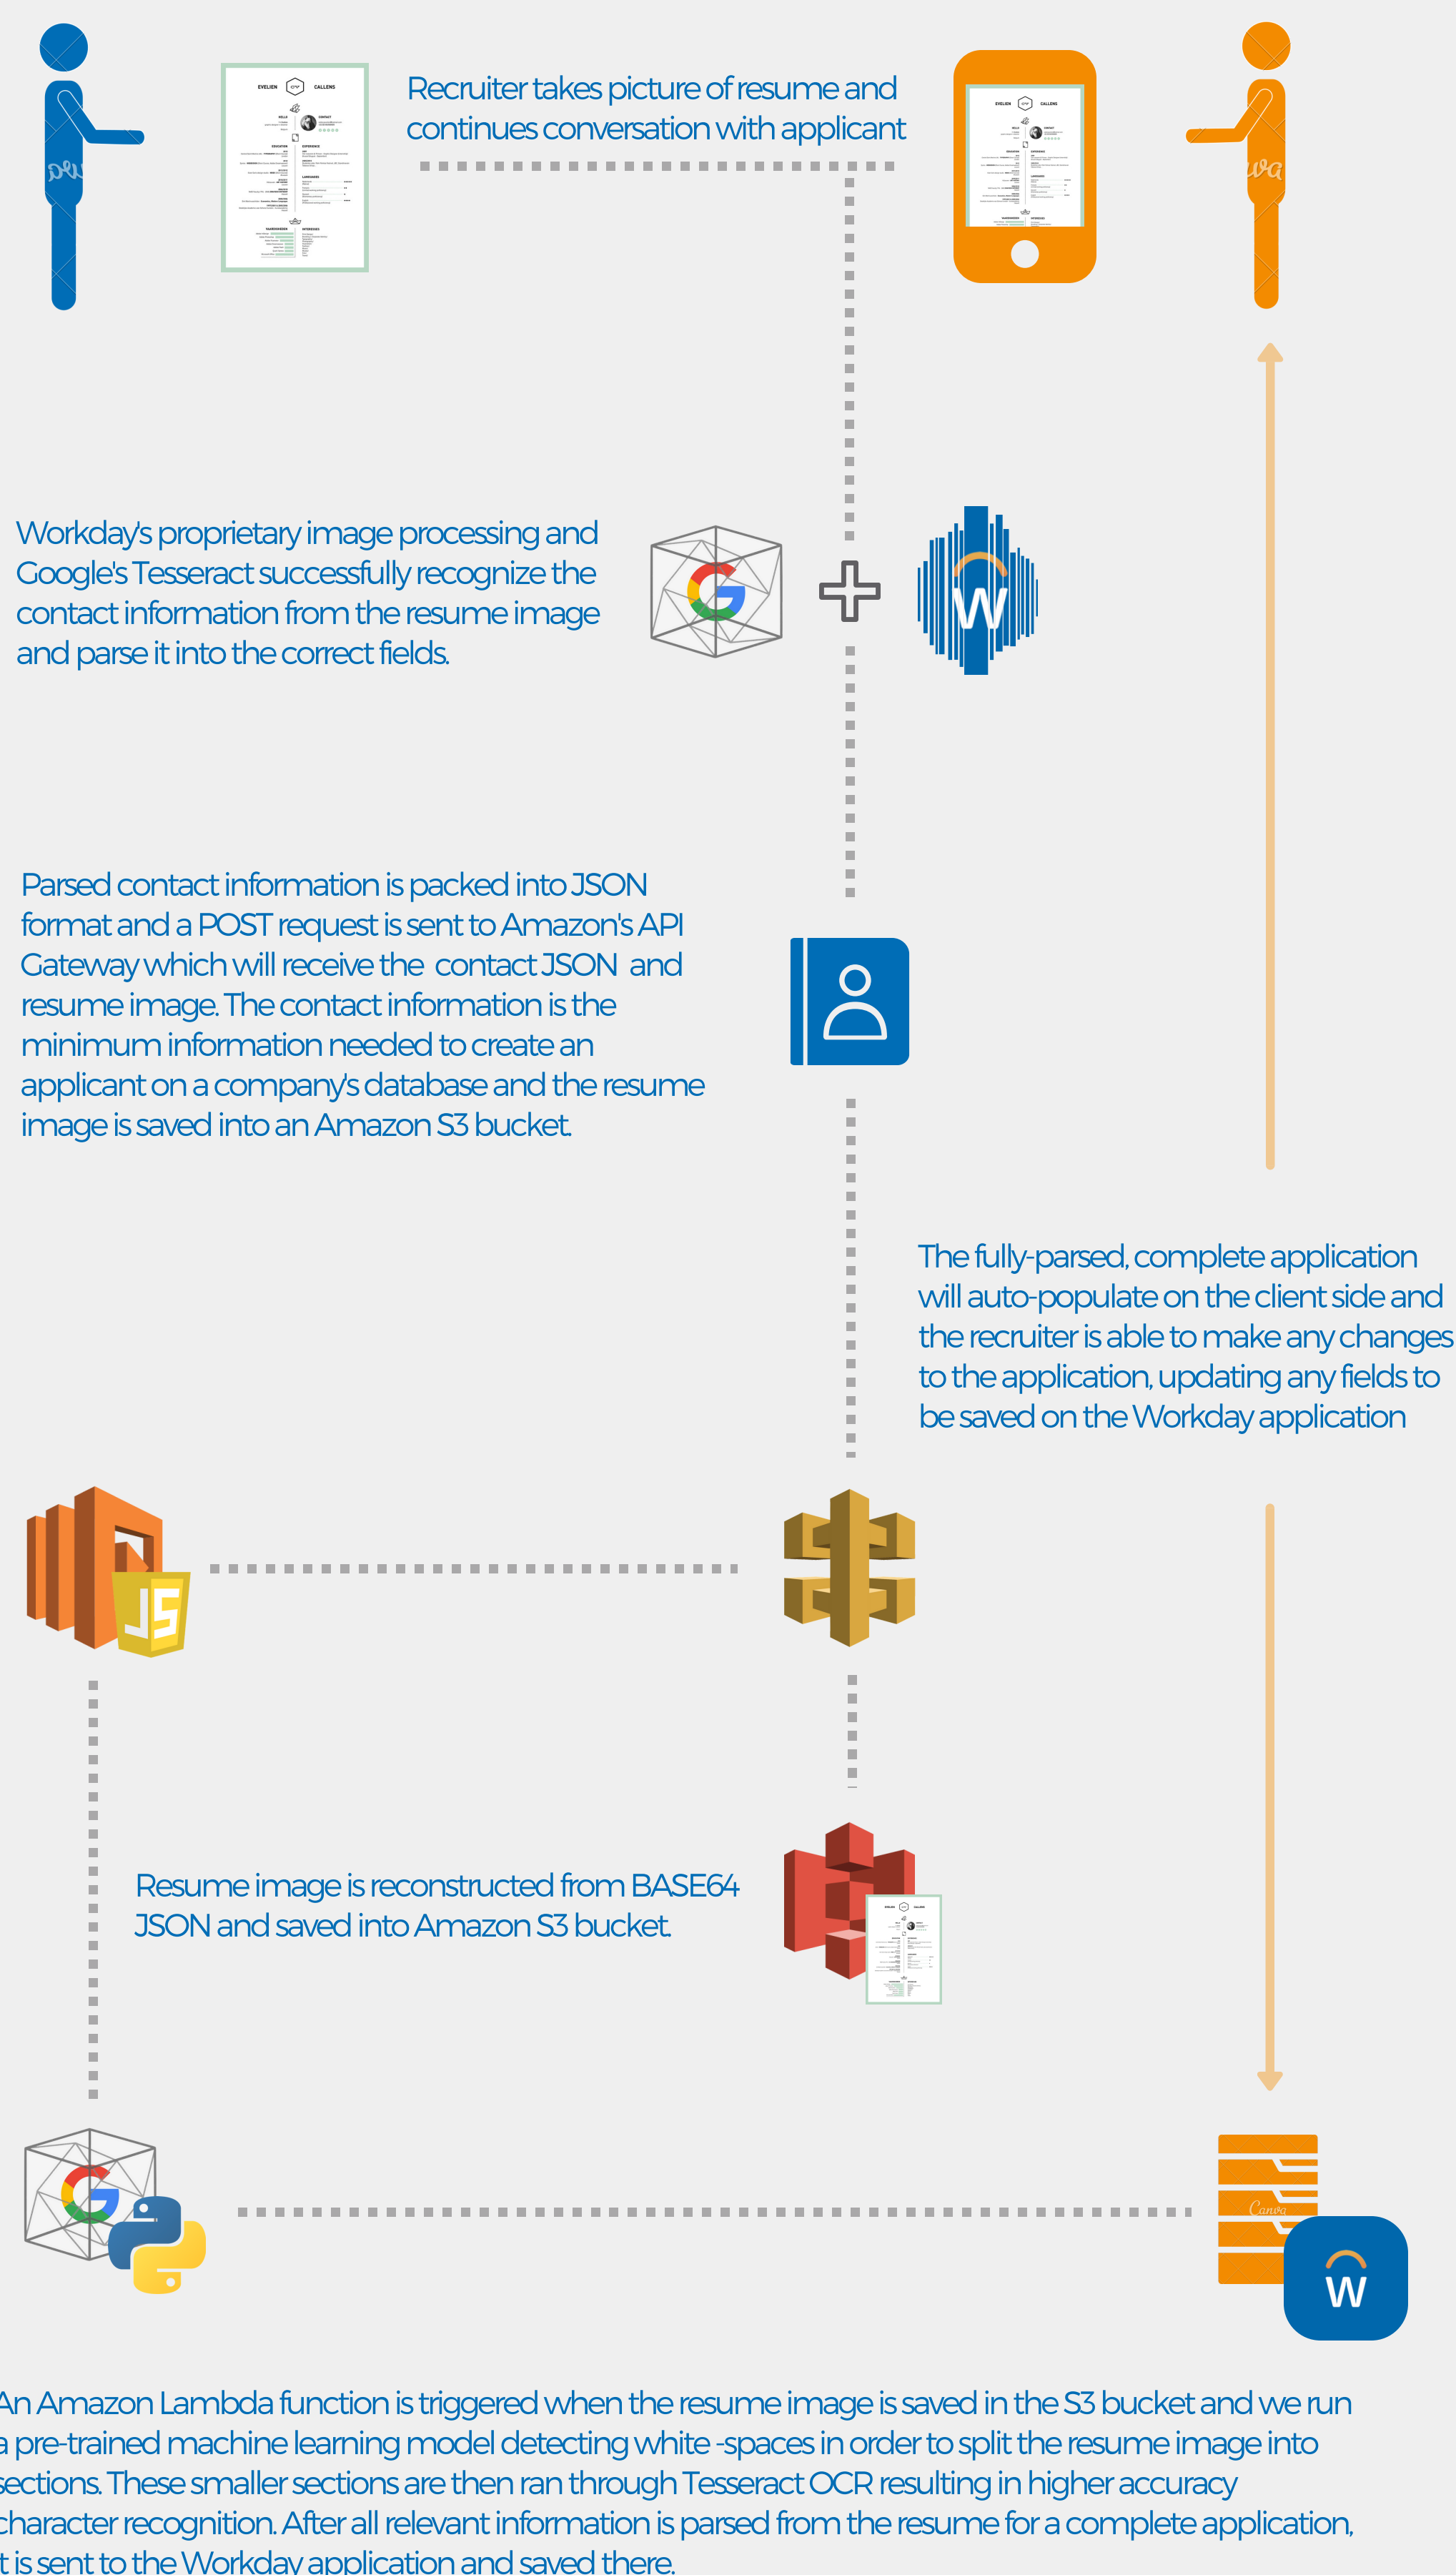 EVELIEN CV CALLENS
Recruiter takes picture of resume and
continues conversation with applicant
EVELIEN CV CALLENS
Workday's proprietary image processing and
Google's Tesseract successfully recognize the
contact information from the resume image
and parse it into the correct fields.
G
W
Parsed contact information is packed into JSON
format and a POST request is sent to Amazon's API
Gateway which will receive the contact JSON and
resume image. The contact information is the
minimum information needed to create an
applicant on a company's database and the resume
image is saved into an Amazon S3 bucket.
The fully-parsed, complete application
will auto-populate on the client side and
the recruiter is able to make any changes
to the application, updating any fields to
be saved on the Workday application
JS
Resume image is reconstructed from BASE64
JSON and saved into Amazon S3 bucket.
G
Canva
W
An Amazon Lambda function is triggered when the resume image is saved in the S3 bucket and we run
a pre-trained machine learning model detecting white -spaces in order to split the resume image into
sections. These smaller sections are then ran through Tesseract OCR resulting in higher accuracy
character recognition. After all relevant information is parsed from the resume for a complete application,
it is sent to the Workday application and saved there.